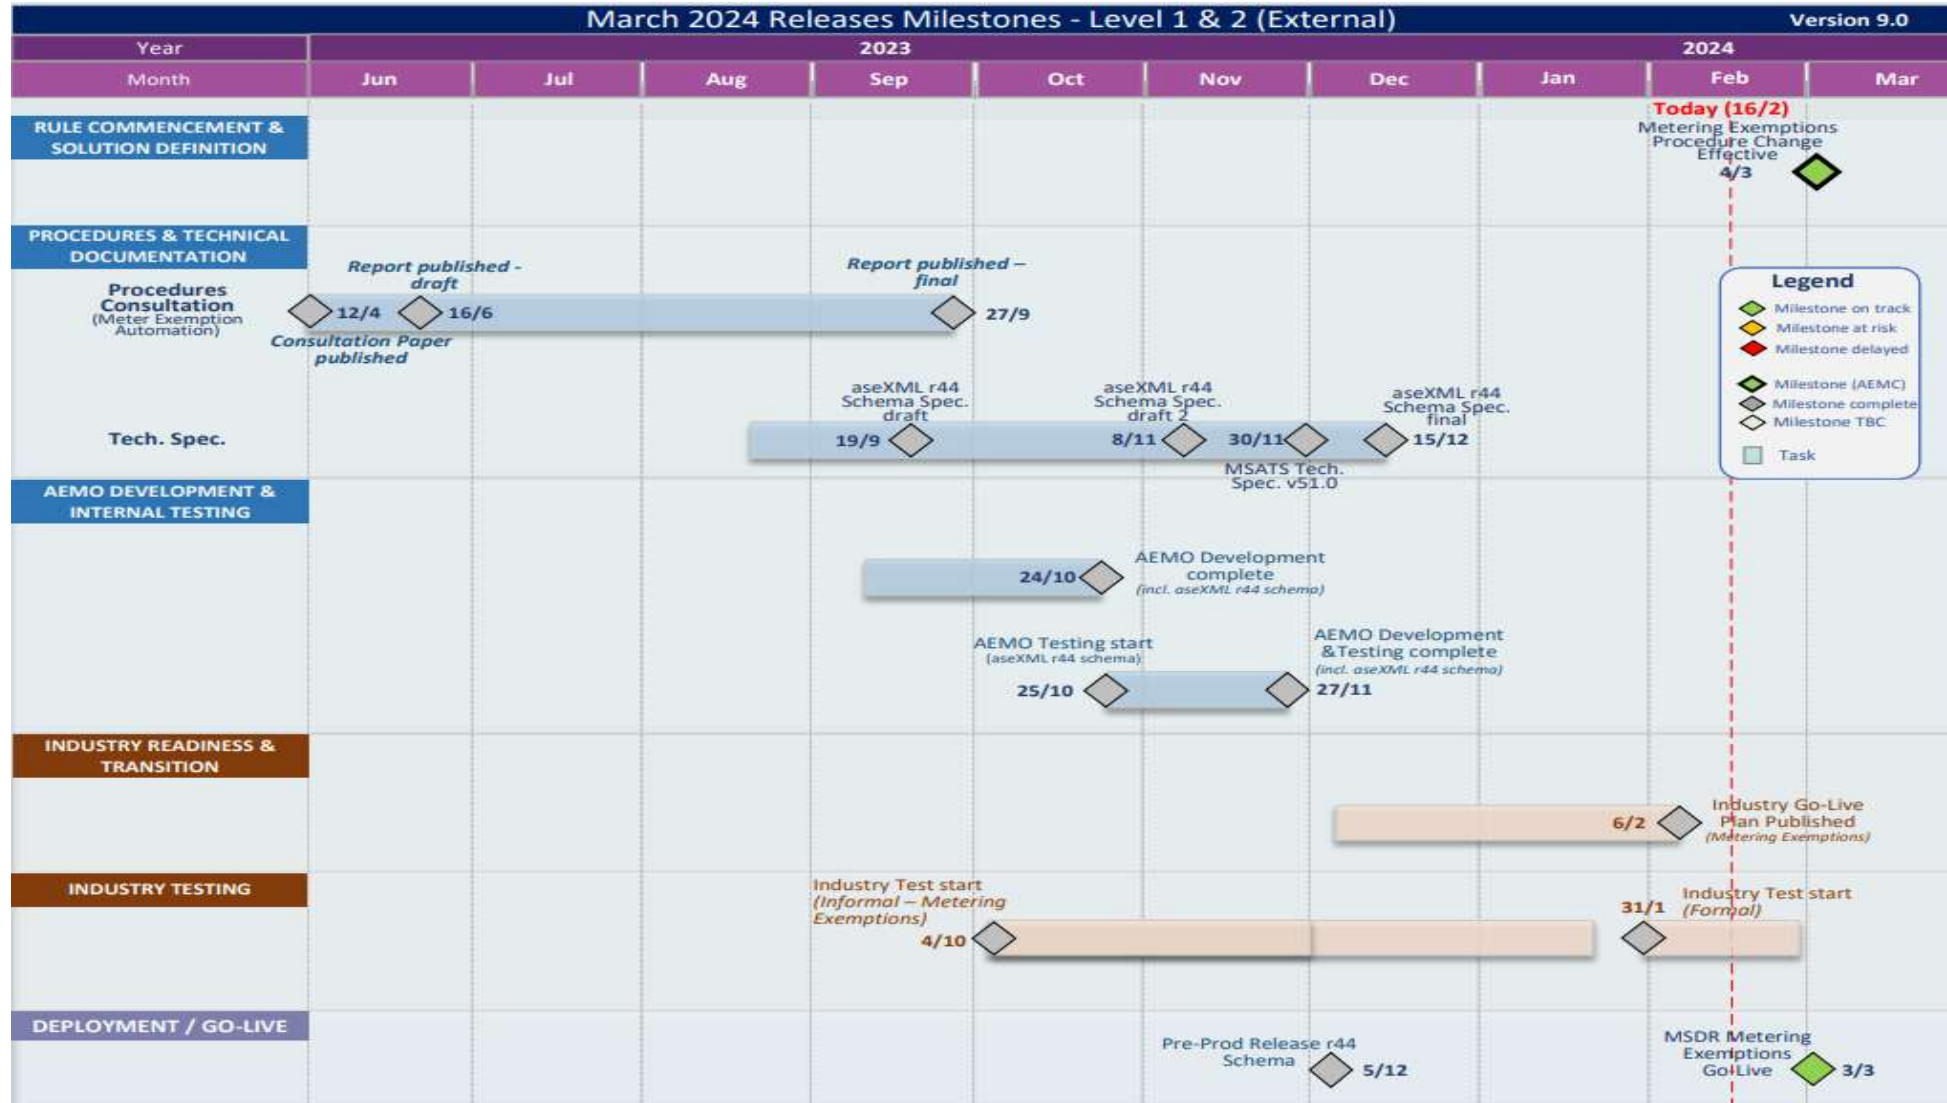 March 2024 Releases Milestones - Level 1 & 2 (External)
Version 9.0
Year
2023
2024
Month
Jun
Jul
Aug
Sep
Oct
Nov
Dec
Jan
Feb
Mar
Today (16/2)
RULE COMMENCEMENT &
SOLUTION DEFINITION
Metering Exemptions
Procedure Change
Effective
4/3
PROCEDURES & TECHNICAL
DOCUMENTATION
Report published -
draft
Report published –
final
Procedures
Consultation
(Meter Exemption
Automation)
12/4
16/6
27/9
Consultation Paper
published
Legend
Milestone on track
Milestone at risk
Milestone delayed
Milestone (AEMC)
Milestone complete
Milestone TBC
Task
aseXML r44
Schema Spec.
draft
aseXML r44
Schema Spec.
draft 2
aseXML r44
Schema Spec.
final
Tech. Spec.
19/9
8/11
30/11
15/12
MSATS Tech.
Spec. v51.0
AEMO DEVELOPMENT &
INTERNAL TESTING
24/10
AEMO Development
complete
(incl. aseXML r44 schema)
AEMO Testing start
(aseXML r44 schema)
AEMO Development
&Testing complete
(incl. aseXML r44 schema)
25/10
27/11
INDUSTRY READINESS &
TRANSITION
6/2
Industry Go-Live
Plan Published
(Metering Exemptions)
INDUSTRY TESTING
Industry Test start
(Informal – Metering
Exemptions)
4/10
31/1
Industry Test start
(Formal)
DEPLOYMENT / GO-LIVE
Pre-Prod Release r44
Schema
5/12
MSDR Metering
Exemptions
Go-Live
3/3